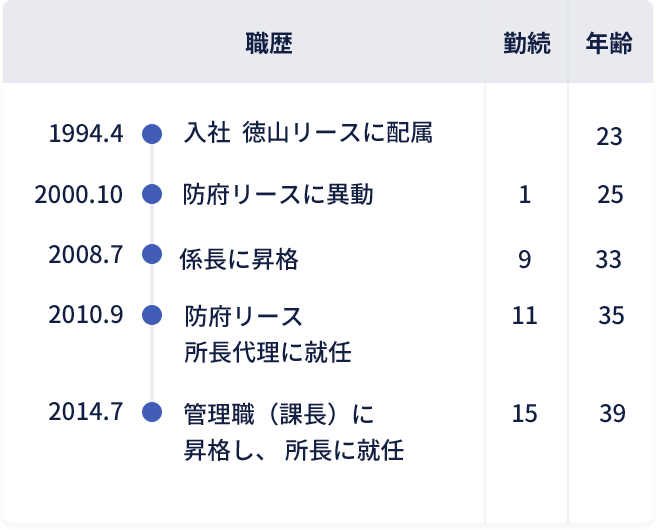 職歴 勤続 年齢
1994.4 入社 徳山リースに配属 23
2000.10 防府リースに異動 1 25
2008.7 係長に昇格 9 33
2010.9 防府リース 11 35
所長代理に就任
2014.7 管理職（課長）に 15 39
昇格し、 所長に就任